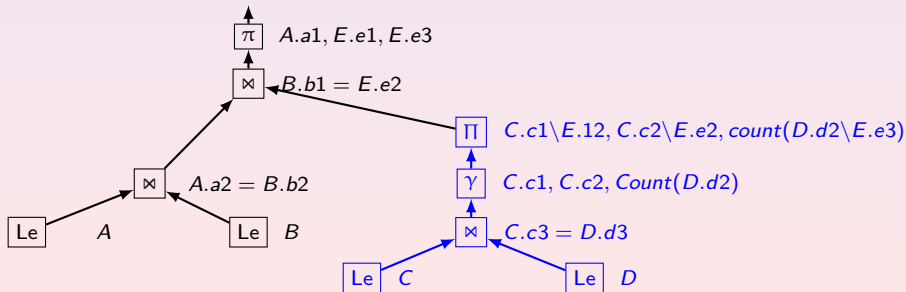 π A.a1, E.e1, E.e3
⋈ B.b1 = E.e2
Π C.c1\E.12, C.c2\E.e2, count(D.d2\E.e3)
⋈ A.a2 = B.b2
γ C.c1, C.c2, Count(D.d2)
Le A Le B
⋈ C.c3 = D.d3
Le C Le D